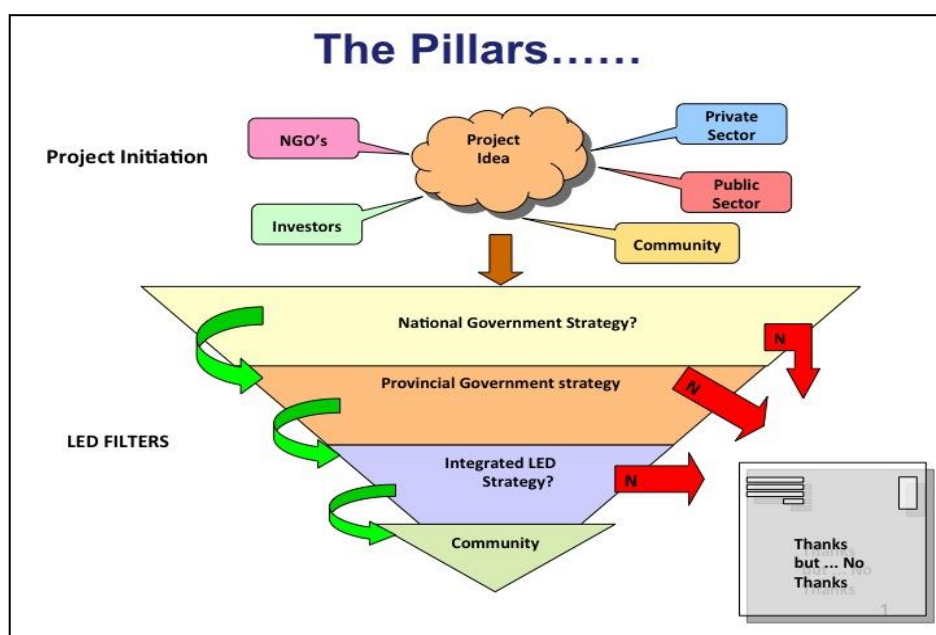 The Pillars......
Project Initiation
NGO's
Investors
Project
Idea
Private
Sector
Public
Sector
Community
LED FILTERS
National Government Strategy?
N
Provincial Government strategy
N
Integrated LED
Strategy?
N
Community
Thanks
but ... No
Thanks
1